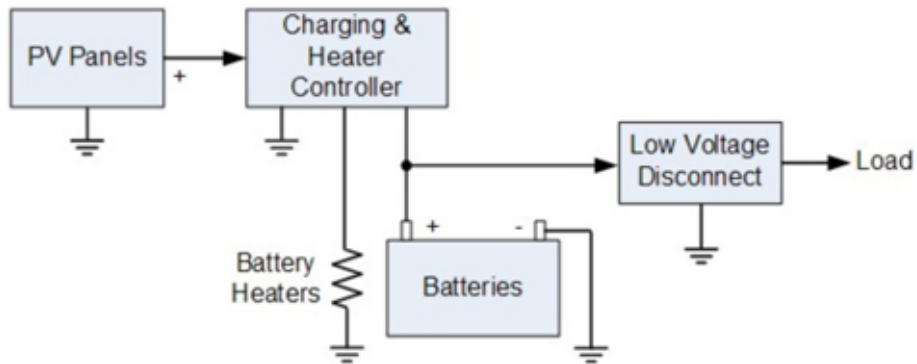 PV Panels
+
Charging &
Heater
Controller
Low Voltage
Disconnect
Load
+
-
Battery
Heaters
Batteries